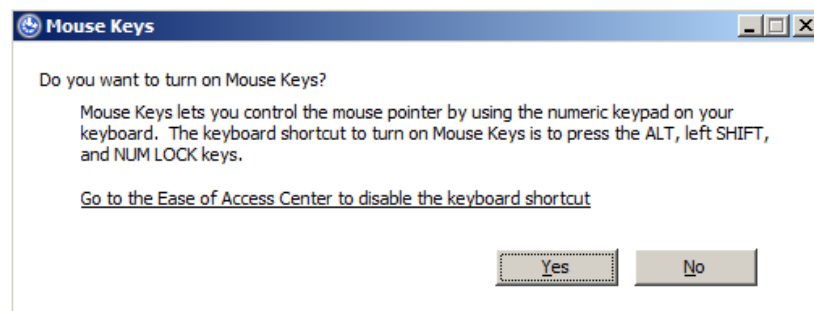 Mouse Keys
Do you want to turn on Mouse Keys?
Mouse Keys lets you control the mouse pointer by using the numeric keypad on your
keyboard.  The keyboard shortcut to turn on Mouse Keys is to press the ALT, left SHIFT,
and NUM LOCK keys.
Go to the Ease of Access Center to disable the keyboard shortcut
Yes No